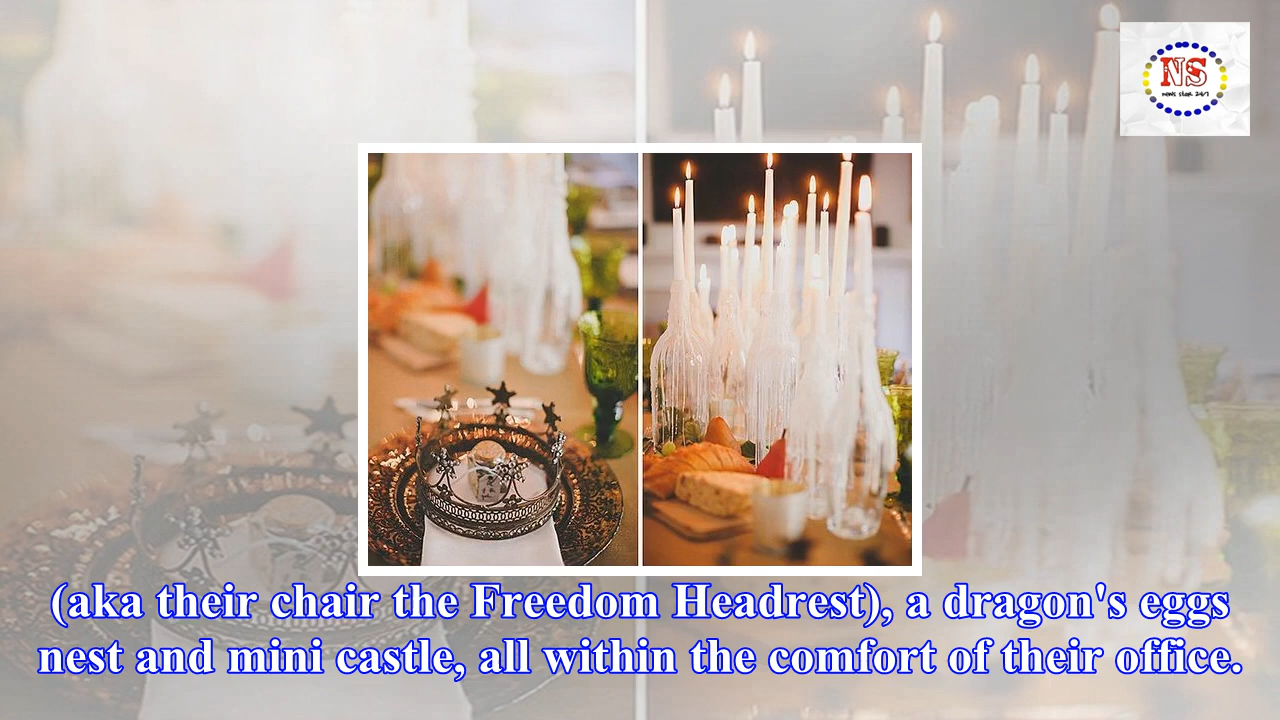 NS
news star 24/7
(aka their chair the Freedom Headrest), a dragon's eggs
nest and mini castle, all within the comfort of their office.